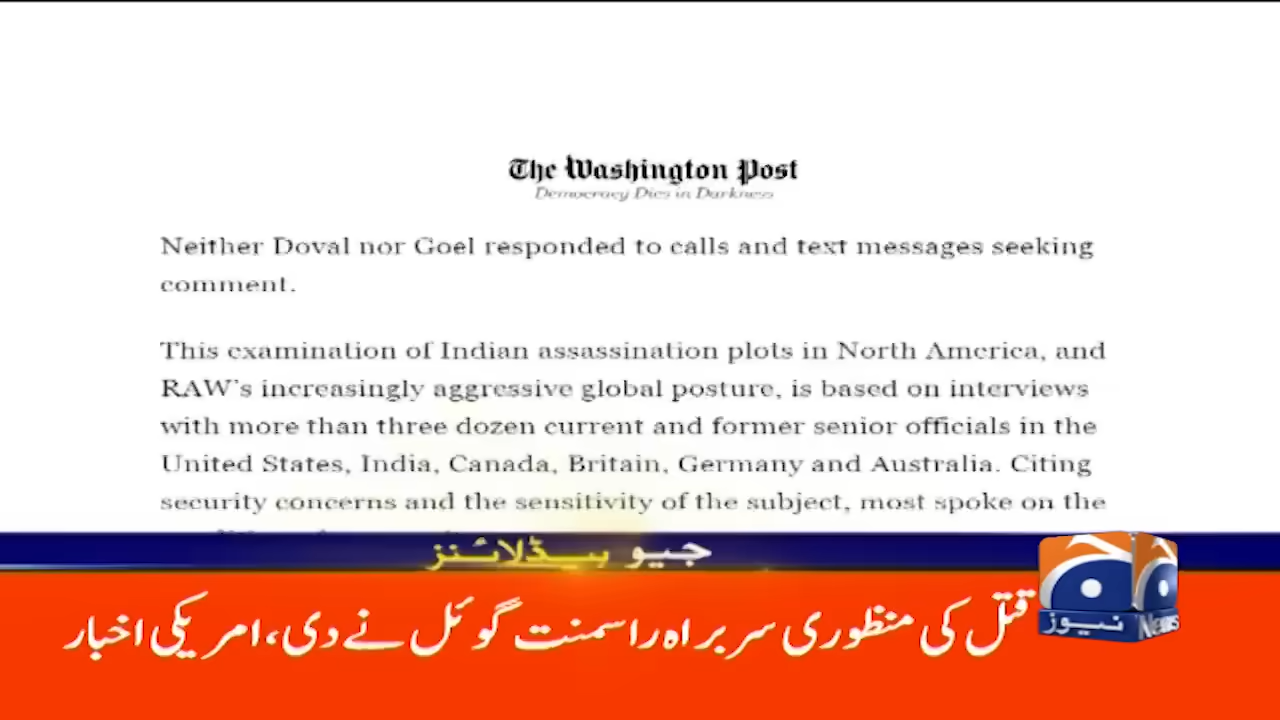 The Washington Post
Democracy Dies in Darkness
Neither Doval nor Goel responded to calls and text messages seeking
comment.
This examination of Indian assassination plots in North America, and
RAW's increasingly aggressive global posture, is based on interviews
with more than three dozen current and former senior officials in the
United States, India, Canada, Britain, Germany and Australia. Citing
security concerns and the sensitivity of the subject, most spoke on the
جیو ہیڈلائنز
قتل کی منظوری سربراہ را سمنت گوئل نے دی، امریکی اخبار
نیوز News